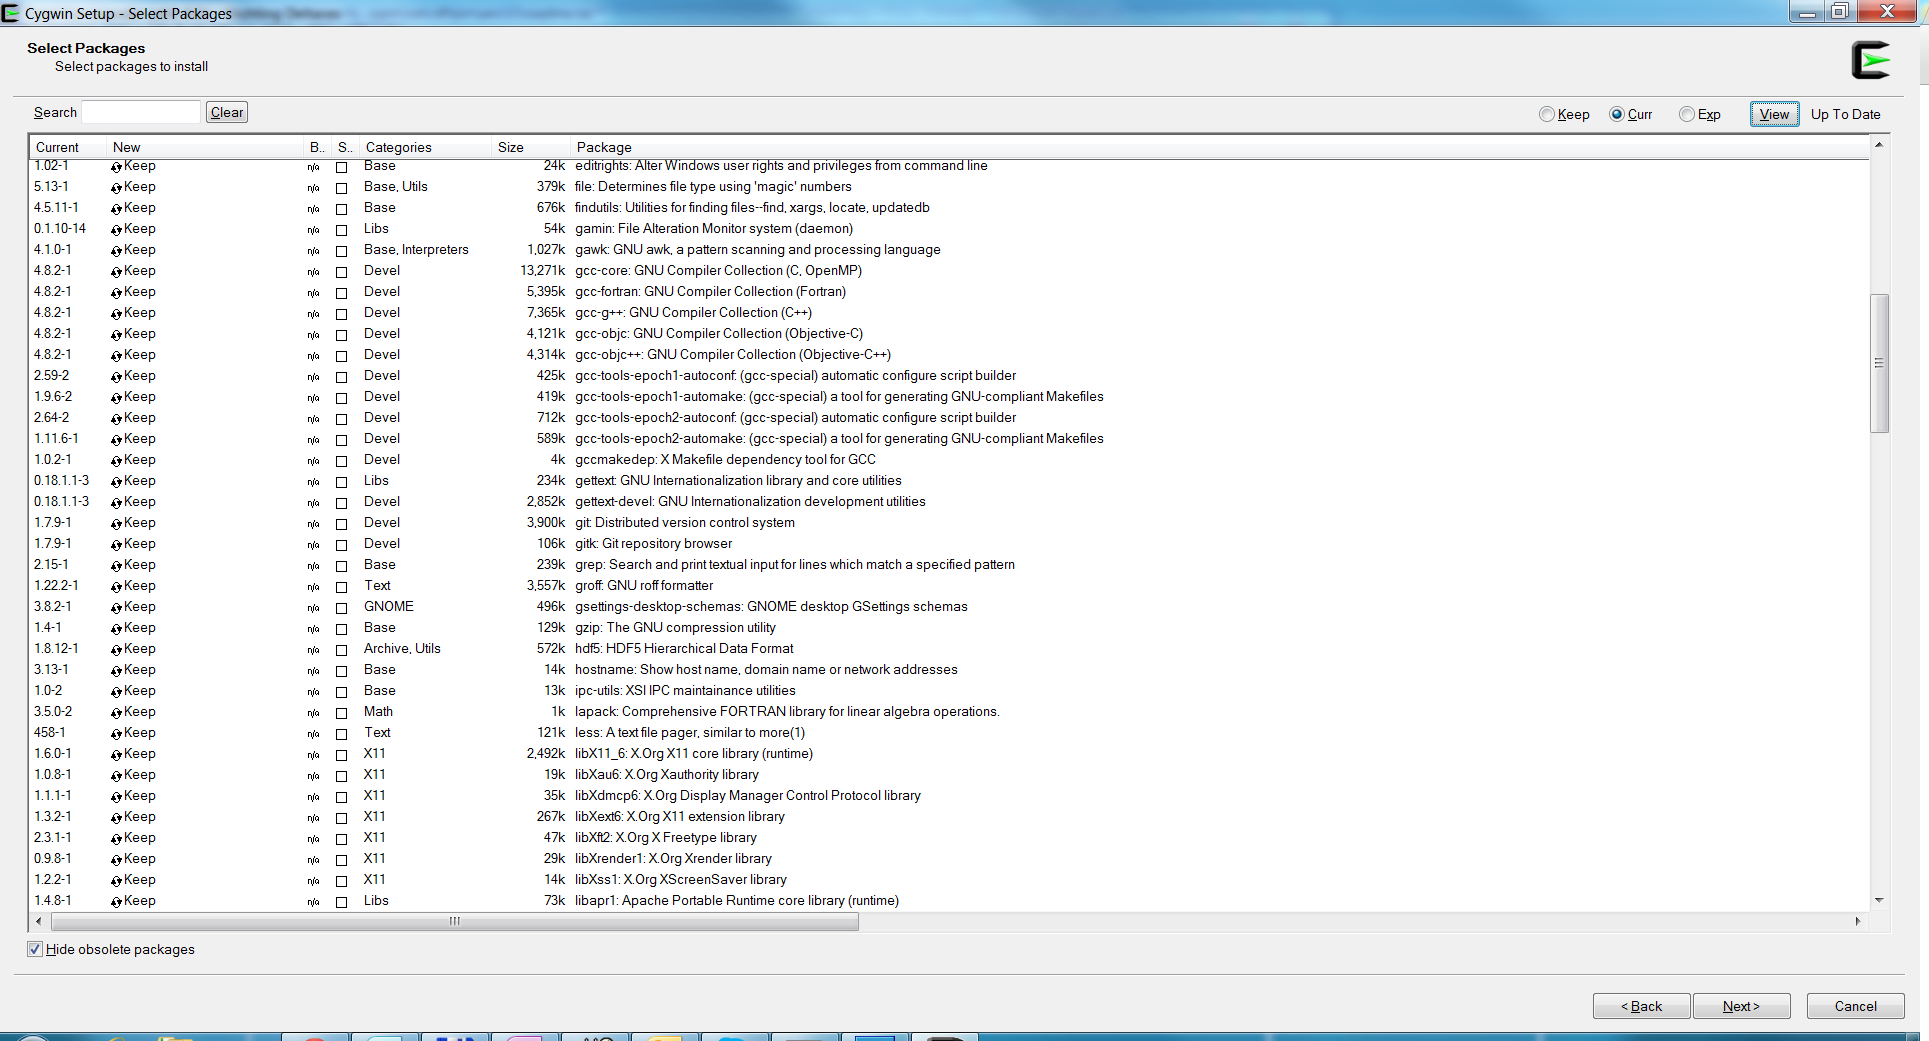 Cygwin Setup - Select Packages
Select Packages
Select packages to install
Search Clear Keep Curr Exp View Up To Date
Current New B.. S.. Categories Size Package
1.02-1 Keep n/a Base 24k editrights: Alter Windows user rights and privileges from command line
5.13-1 Keep n/a Base, Utils 379k file: Determines file type using 'magic' numbers
4.5.11-1 Keep n/a Base 676k findutils: Utilities for finding files--find, xargs, locate, updatedb
0.1.10-14 Keep n/a Libs 54k gamin: File Alteration Monitor system (daemon)
4.1.0-1 Keep n/a Base, Interpreters 1,027k gawk: GNU awk, a pattern scanning and processing language
4.8.2-1 Keep n/a Devel 13,271k gcc-core: GNU Compiler Collection (C, OpenMP)
4.8.2-1 Keep n/a Devel 5,395k gcc-fortran: GNU Compiler Collection (Fortran)
4.8.2-1 Keep n/a Devel 7,365k gcc-g++: GNU Compiler Collection (C++)
4.8.2-1 Keep n/a Devel 4,121k gcc-objc: GNU Compiler Collection (Objective-C)
4.8.2-1 Keep n/a Devel 4,314k gcc-objc++: GNU Compiler Collection (Objective-C++)
2.59-2 Keep n/a Devel 425k gcc-tools-epoch1-autoconf: (gcc-special) automatic configure script builder
1.9.6-2 Keep n/a Devel 419k gcc-tools-epoch1-automake: (gcc-special) a tool for generating GNU-compliant Makefiles
2.64-2 Keep n/a Devel 712k gcc-tools-epoch2-autoconf: (gcc-special) automatic configure script builder
1.11.6-1 Keep n/a Devel 589k gcc-tools-epoch2-automake: (gcc-special) a tool for generating GNU-compliant Makefiles
1.0.2-1 Keep n/a Devel 4k gccmakedep: X Makefile dependency tool for GCC
0.18.1.1-3 Keep n/a Libs 234k gettext: GNU Internationalization library and core utilities
0.18.1.1-3 Keep n/a Devel 2,852k gettext-devel: GNU Internationalization development utilities
1.7.9-1 Keep n/a Devel 3,900k git: Distributed version control system
1.7.9-1 Keep n/a Devel 106k gitk: Git repository browser
2.15-1 Keep n/a Base 239k grep: Search and print textual input for lines which match a specified pattern
1.22.2-1 Keep n/a Text 3,557k groff: GNU roff formatter
3.8.2-1 Keep n/a GNOME 496k gsettings-desktop-schemas: GNOME desktop GSettings schemas
1.4-1 Keep n/a Base 129k gzip: The GNU compression utility
1.8.12-1 Keep n/a Archive, Utils 572k hdf5: HDF5 Hierarchical Data Format
3.13-1 Keep n/a Base 14k hostname: Show host name, domain name or network addresses
1.0-2 Keep n/a Base 13k ipc-utils: XSI IPC maintainance utilities
3.5.0-2 Keep n/a Math 1k lapack: Comprehensive FORTRAN library for linear algebra operations.
458-1 Keep n/a Text 121k less: A text file pager, similar to more(1)
1.6.0-1 Keep n/a X11 2,492k libX11_6: X.Org X11 core library (runtime)
1.0.8-1 Keep n/a X11 19k libXau6: X.Org Xauthority library
1.1.1-1 Keep n/a X11 35k libXdmcp6: X.Org Display Manager Control Protocol library
1.3.2-1 Keep n/a X11 267k libXext6: X.Org X11 extension library
2.3.1-1 Keep n/a X11 47k libXft2: X.Org X Freetype library
0.9.8-1 Keep n/a X11 29k libXrender1: X.Org Xrender library
1.2.2-1 Keep n/a X11 14k libXss1: X.Org XScreenSaver library
1.4.8-1 Keep n/a Libs 73k libapr1: Apache Portable Runtime core library (runtime)
Hide obsolete packages
< Back Next > Cancel